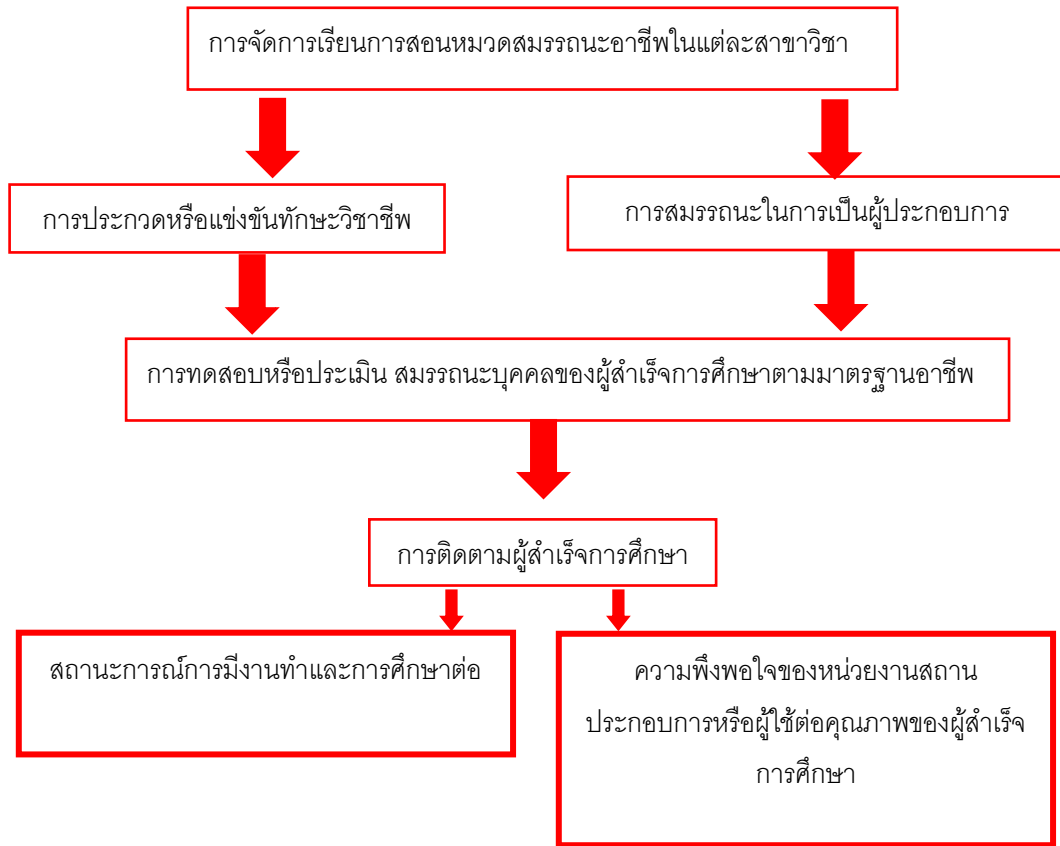 การจัดการเรียนการสอนหมวดสมรรถนะอาชีพในแต่ละสาขาวิชา
การประกวดหรือแข่งขันทักษะวิชาชีพ
การสมรรถนะในการเป็นผู้ประกอบการ
การทดสอบหรือประเมิน สมรรถนะบุคคลของผู้สำเร็จการศึกษาตามมาตรฐานอาชีพ
การติดตามผู้สำเร็จการศึกษา
สถานะการณ์การมีงานทำและการศึกษาต่อ
ความพึงพอใจของหน่วยงานสถาน
ประกอบการหรือผู้ใช้ต่อคุณภาพของผู้สำเร็จ
การศึกษา